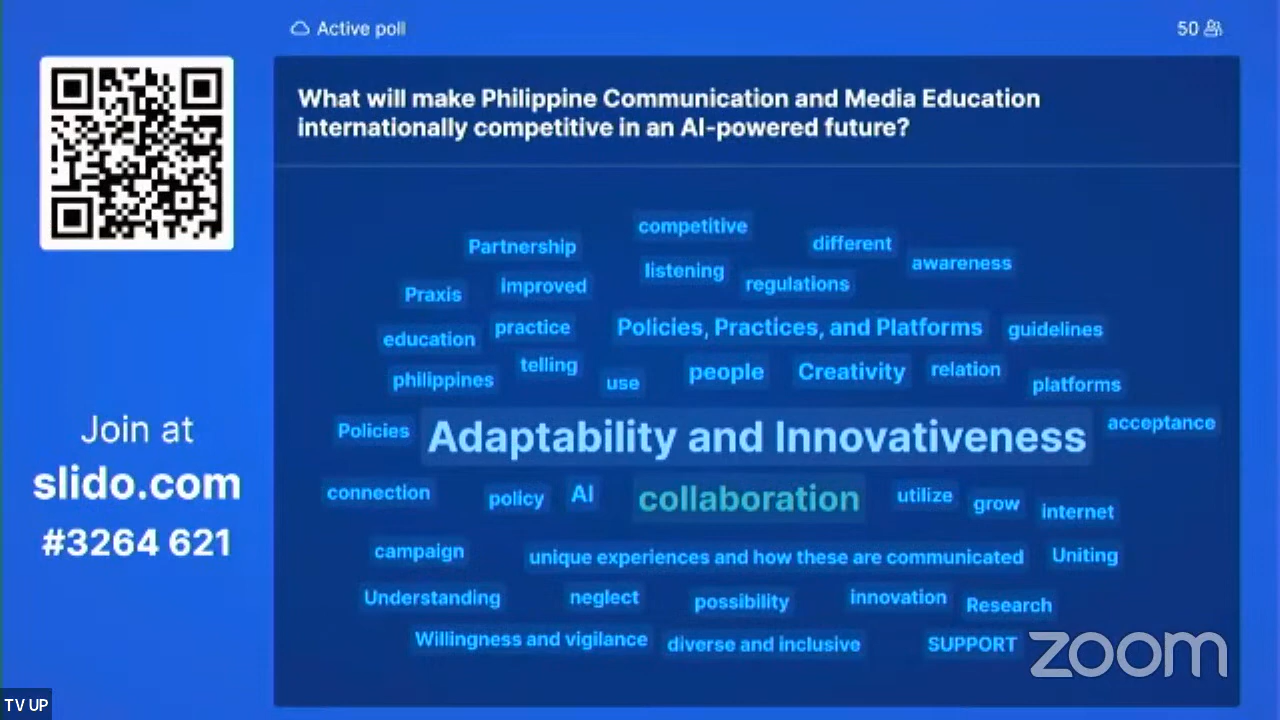 Active poll
50
What will make Philippine Communication and Media Education
internationally competitive in an AI-powered future?
competitive
Partnership
different
listening
awareness
Praxis
improved
regulations
education
practice
Policies, Practices, and Platforms
guidelines
philippines
telling
use
people
Creativity
relation
platforms
Policies
Adaptability and Innovativeness
acceptance
connection
policy
AI
collaboration
utilize
grow
internet
campaign
unique experiences and how these are communicated
Uniting
Understanding
neglect
possibility
innovation
Research
Willingness and vigilance
diverse and inclusive
SUPPORT
Join at
slido.com
#3264 621
zoom
TV UP